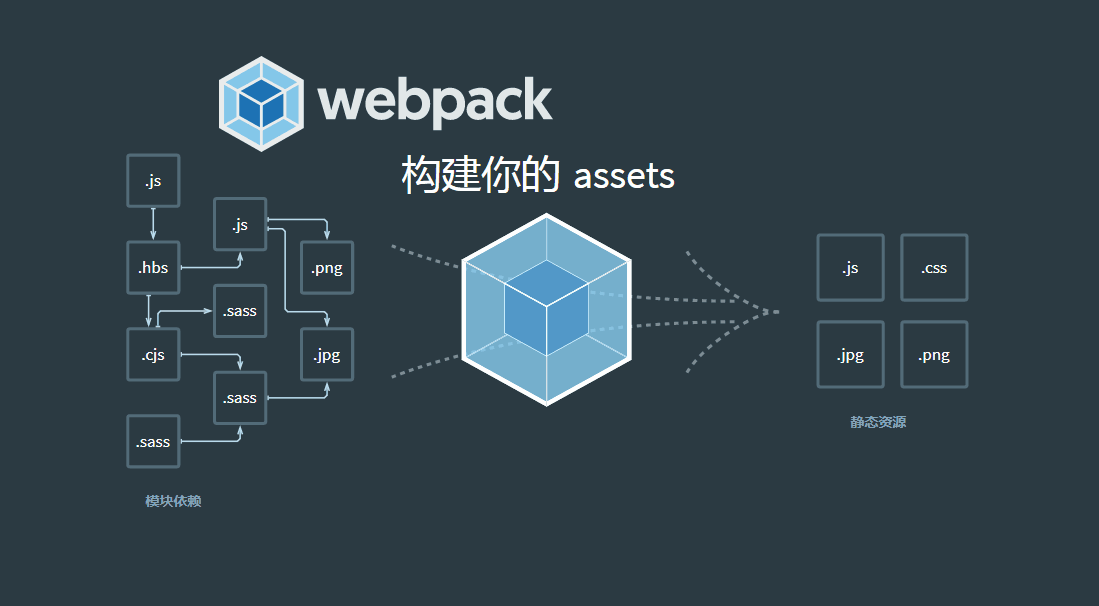 webpack
构建你的 assets
.js
.js
.hbs
.png
.sass
.cjs
.jpg
.sass
.sass
模块依赖
.js
.css
.jpg
.png
静态资源